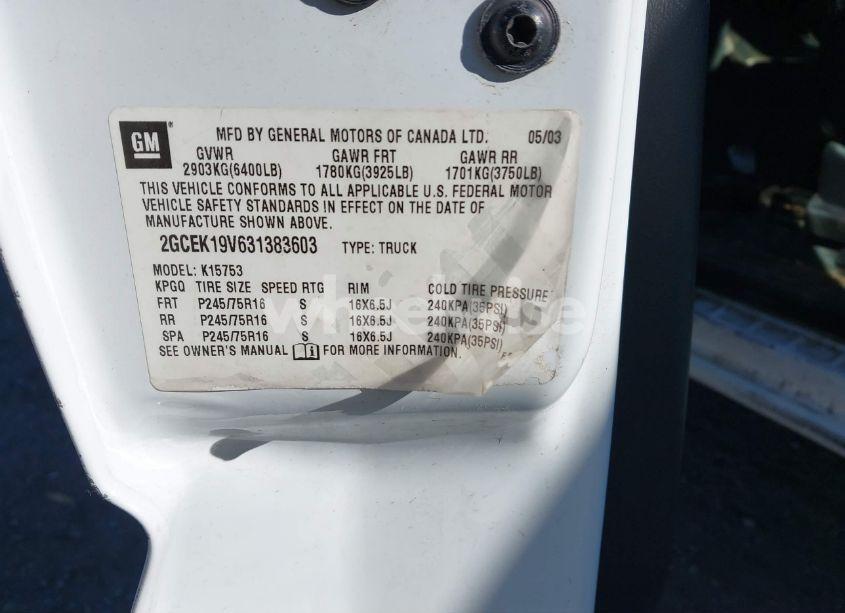 GM
MFD BY GENERAL MOTORS OF CANADA LTD. 05/03
GVWR GAWR FRT GAWR RR
2903KG(6400LB) 1780KG(3925LB) 1701KG(3750LB)
THIS VEHICLE CONFORMS TO ALL APPLICABLE U.S. FEDERAL MOTOR
VEHICLE SAFETY STANDARDS IN EFFECT ON THE DATE OF
MANUFACTURE SHOWN ABOVE.
2GCEK19V631383603 TYPE: TRUCK
MODEL: K15753
KPGQ TIRE SIZE SPEED RTG RIM COLD TIRE PRESSURE
FRT P245/75R16 S 16X6.5J 240KPA(35PSI)
RR P245/75R16 S 16X6.5J 240KPA(35PSI)
SPA P245/75R16 S 16X6.5J 240KPA(35PSI)
SEE OWNER'S MANUAL FOR MORE INFORMATION.